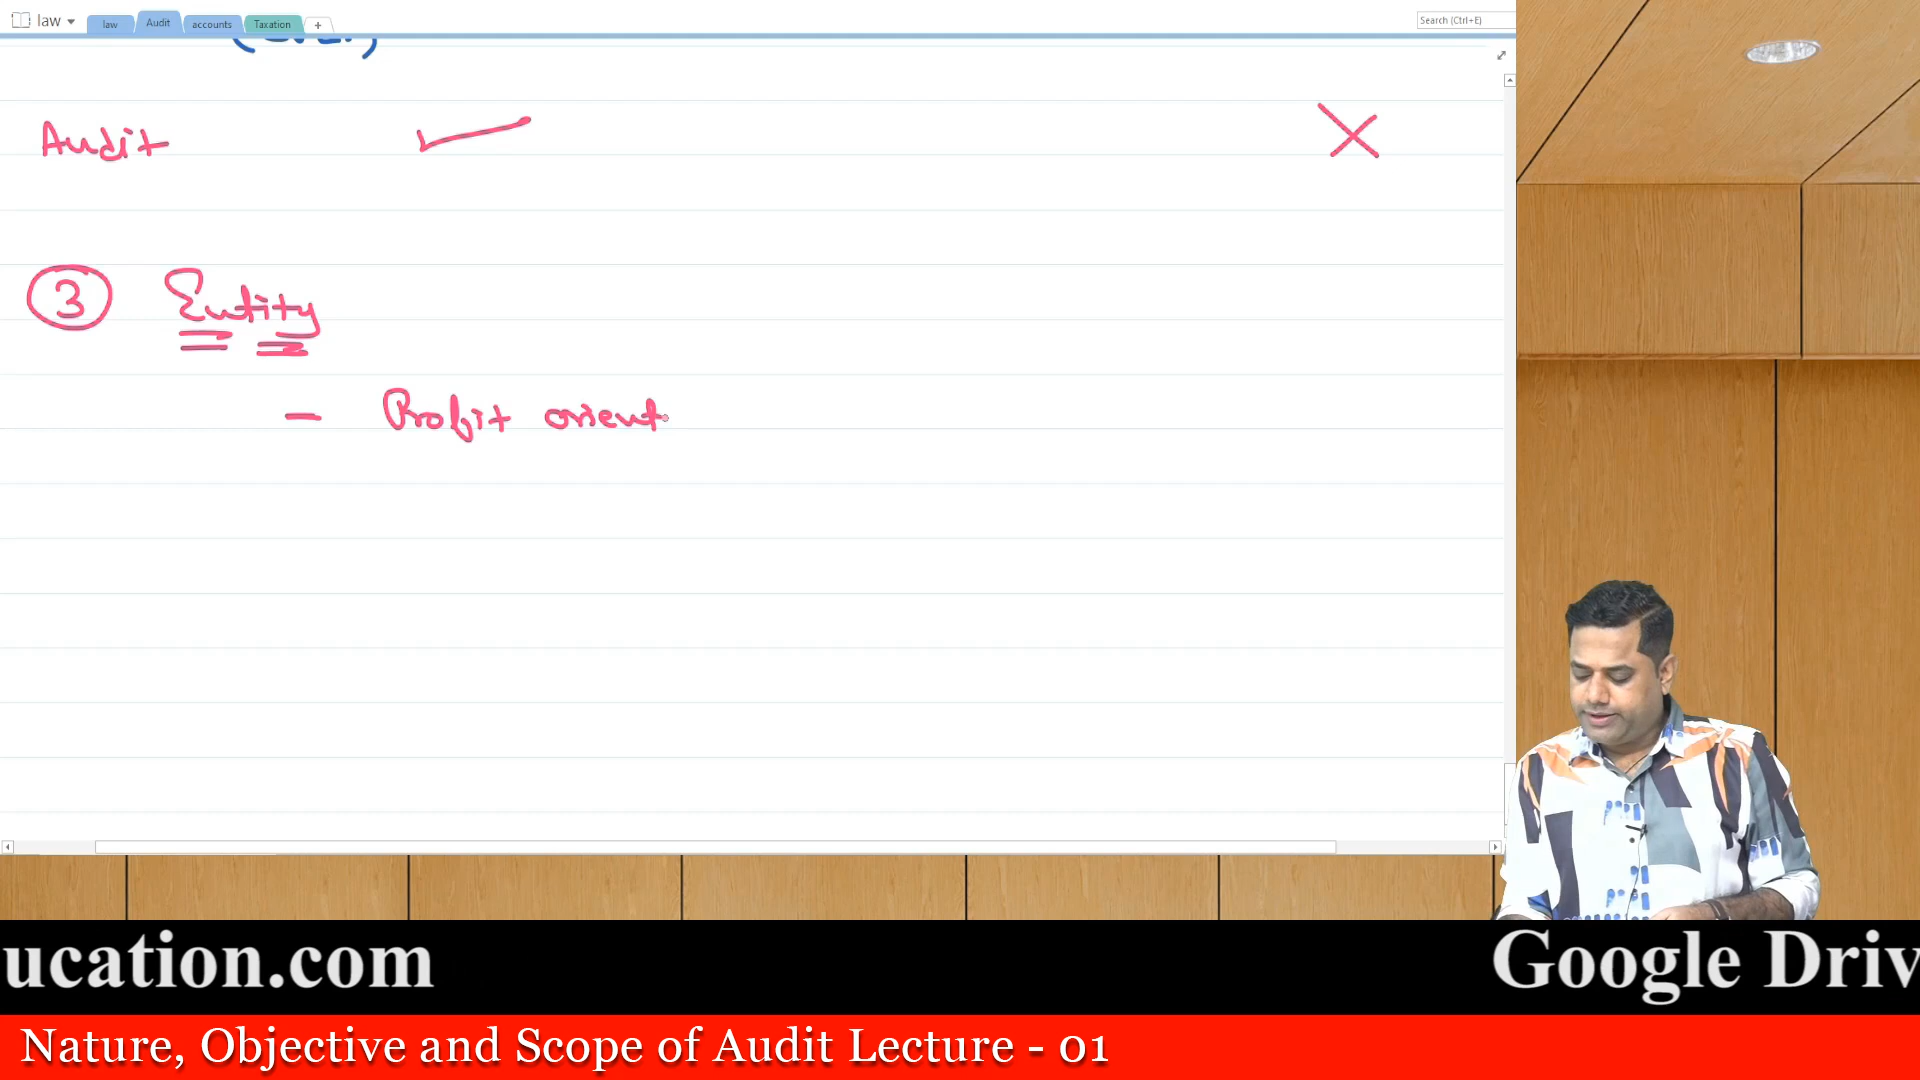 law law Audit accounts Taxation + Search (Ctrl+E)
Audit
3 Entity
- Profit orient
ucation.com Google Driv
Nature, Objective and Scope of Audit Lecture - 01